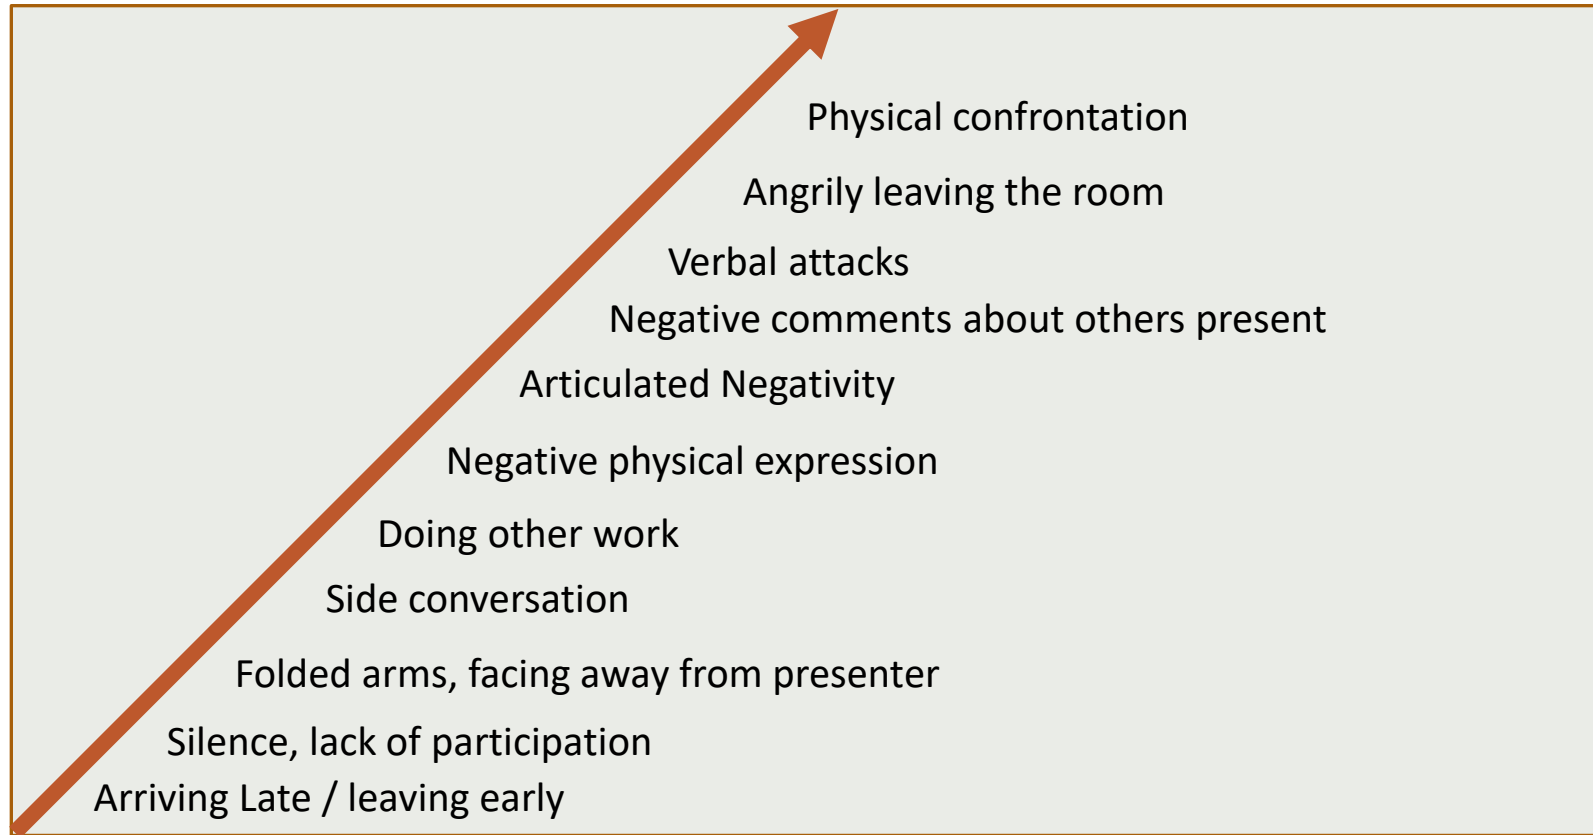 Physical confrontation
Angrily leaving the room
Verbal attacks
Negative comments about others present
Articulated Negativity
Negative physical expression
Doing other work
Side conversation
Folded arms, facing away from presenter
Silence, lack of participation
Arriving Late / leaving early